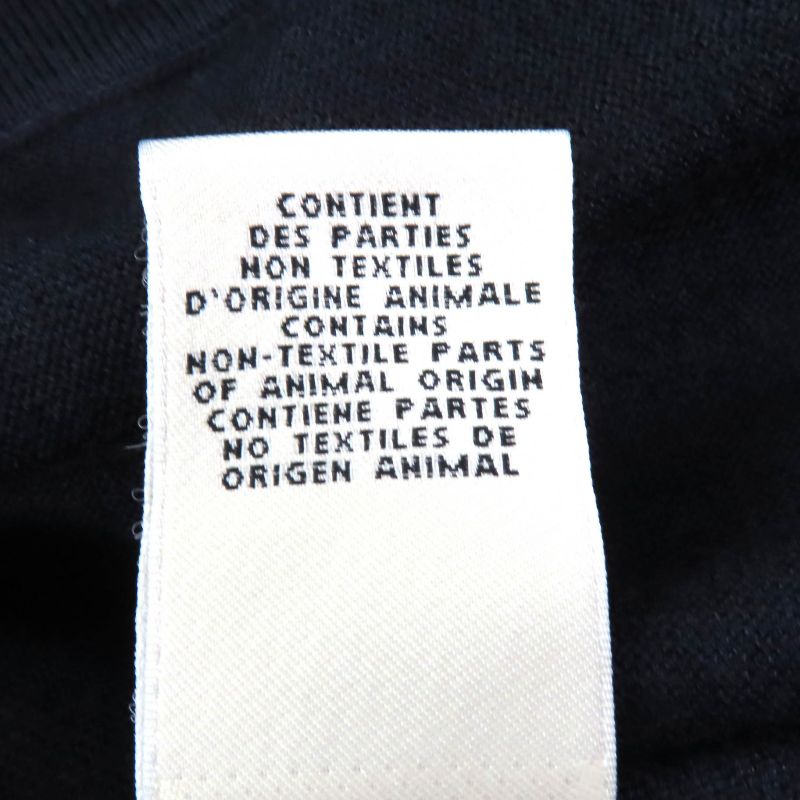 CONTIENT
DES PARTIES
NON TEXTILES
D'ORIGINE ANIMALE
CONTAINS
NON-TEXTILE PARTS
OF ANIMAL ORIGIN
CONTIENE PARTES
NO TEXTILES DE
ORIGEN ANIMAL